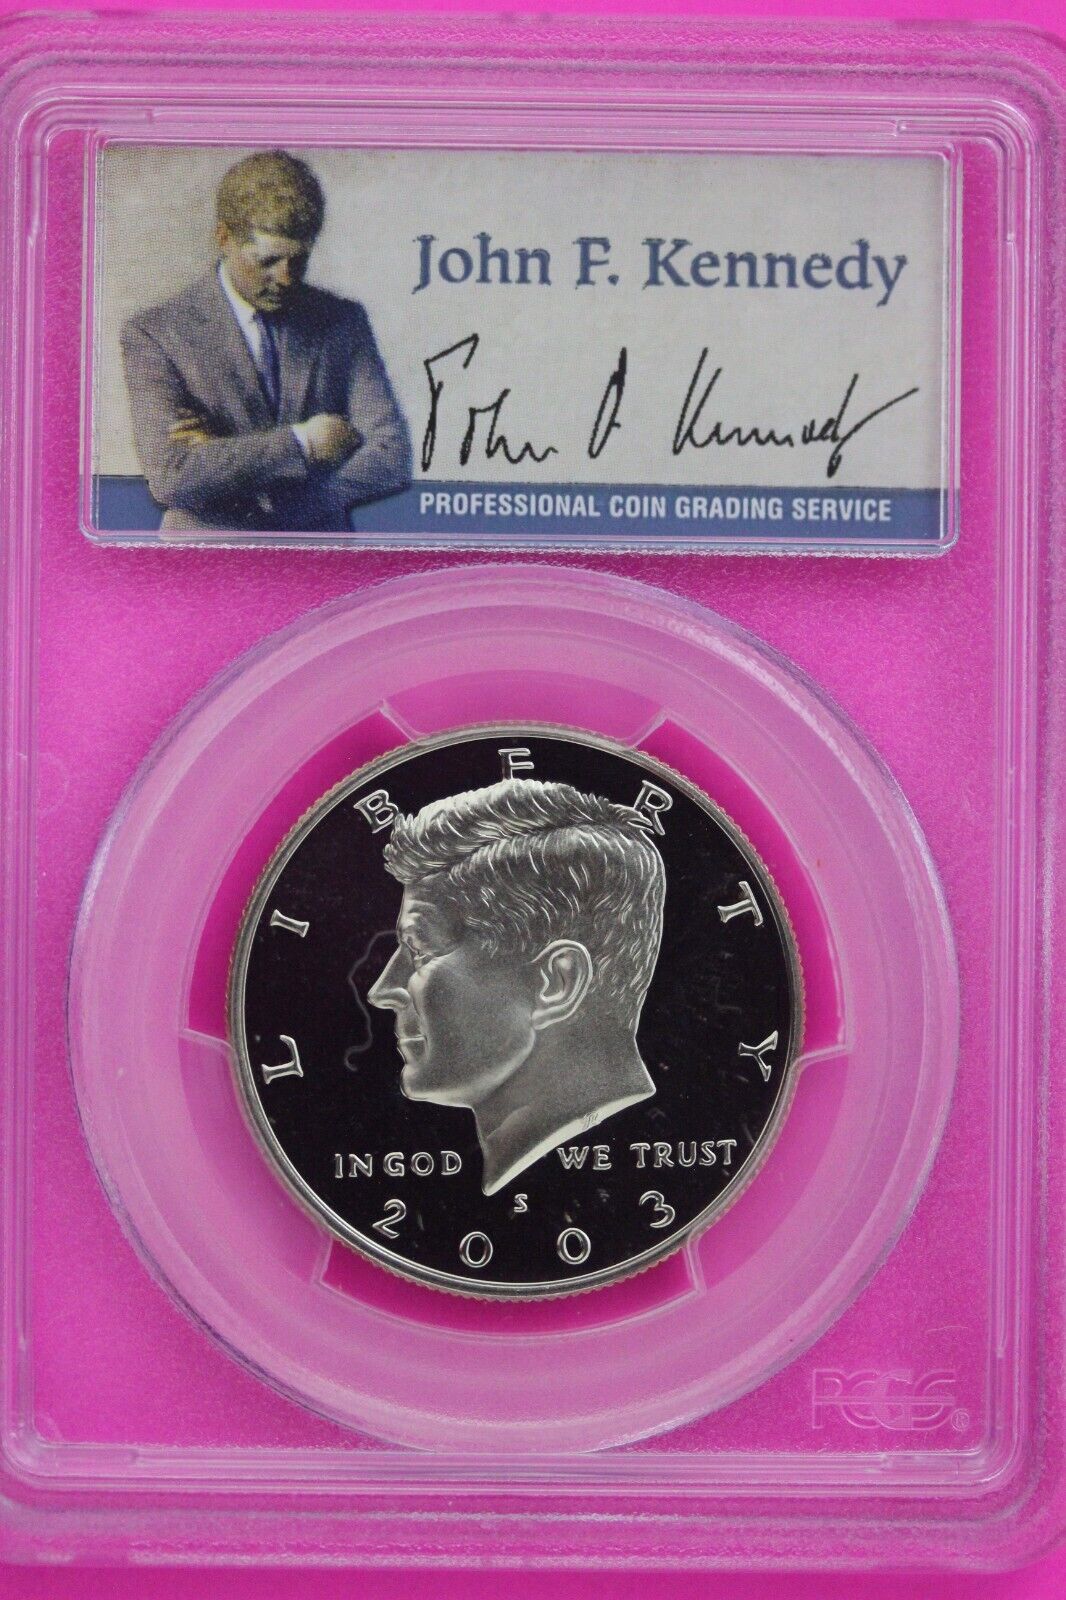 John F. Kennedy
John F Kennedy
PROFESSIONAL COIN GRADING SERVICE
LIBERTY
IN GOD WE TRUST
S
2003
PCGS®